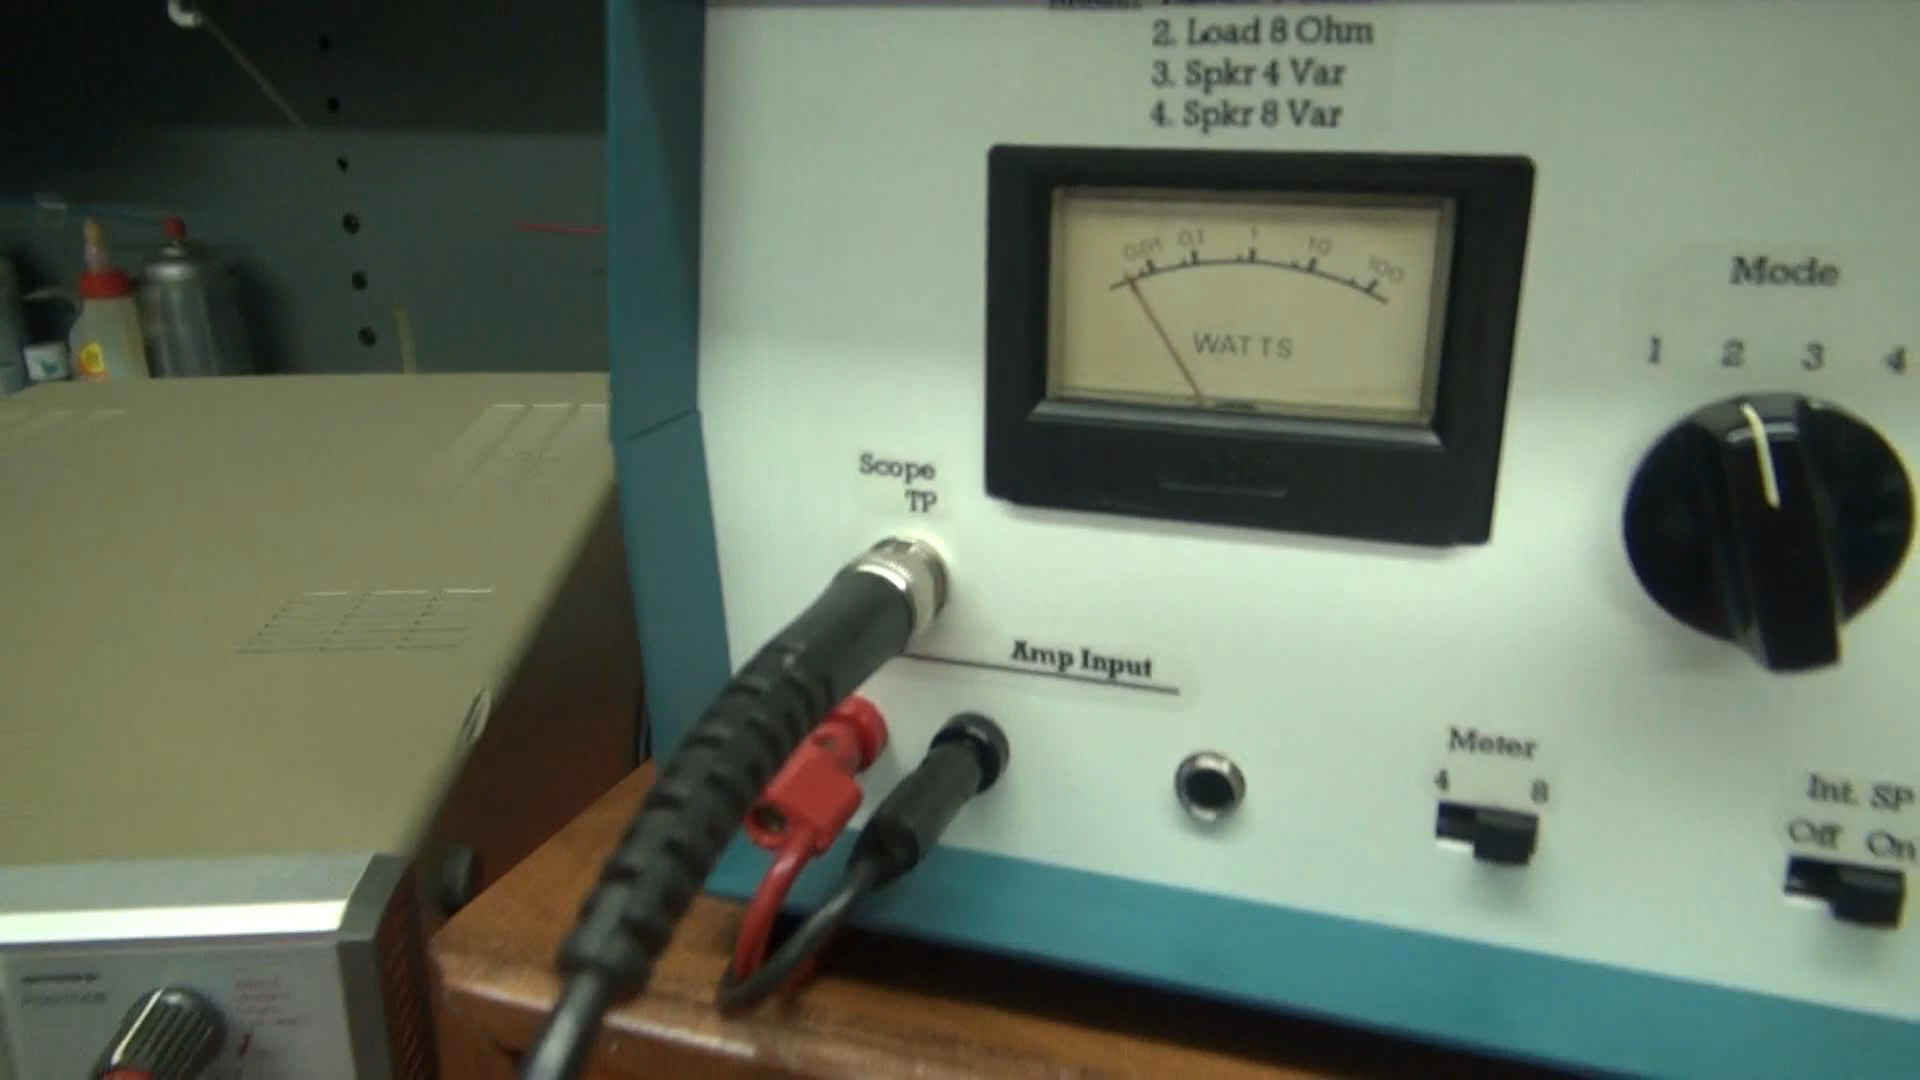 2. Load 8 Ohm
3. Spkr 4 Var
4. Spkr 8 Var
0.01 0.1 1 10 100
WATTS
Mode
1 2 3 4
Scope
TP
Amp Input
Meter
4 8
Int. SP
Off On